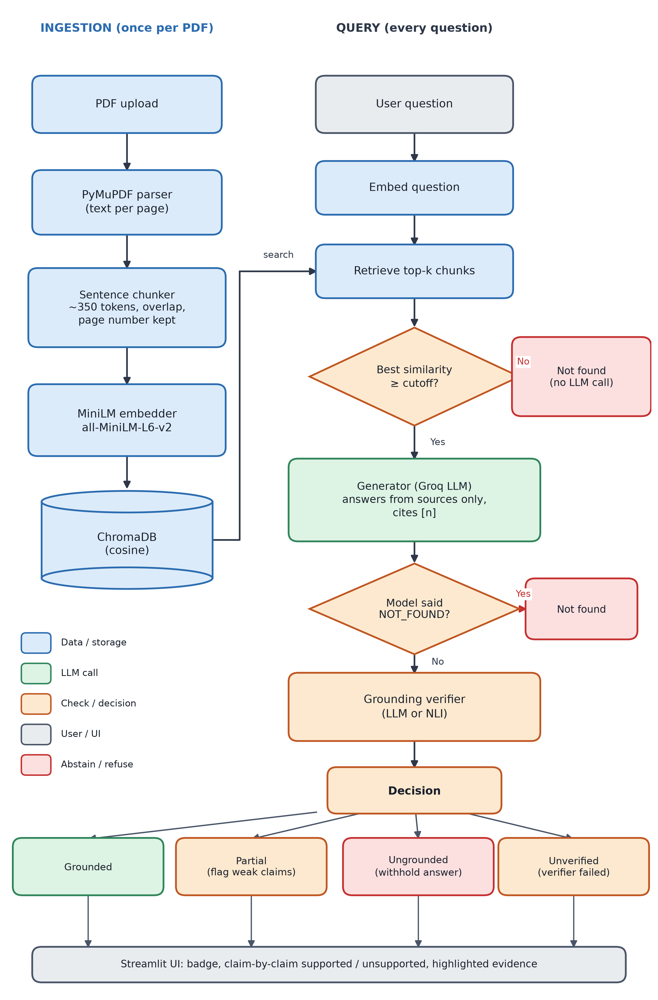 INGESTION (once per PDF)
PDF upload
PyMuPDF parser
(text per page)
Sentence chunker
~350 tokens, overlap,
page number kept
MiniLM embedder
all-MiniLM-L6-v2
ChromaDB
(cosine)
search
QUERY (every question)
User question
Embed question
Retrieve top-k chunks
Best similarity
≥ cutoff?
No
Not found
(no LLM call)
Yes
Generator (Groq LLM)
answers from sources only,
cites [n]
Model said
NOT_FOUND?
Yes
Not found
No
Grounding verifier
(LLM or NLI)
Decision
Data / storage
LLM call
Check / decision
User / UI
Abstain / refuse
Grounded
Partial
(flag weak claims)
Ungrounded
(withhold answer)
Unverified
(verifier failed)
Streamlit UI: badge, claim-by-claim supported / unsupported, highlighted evidence